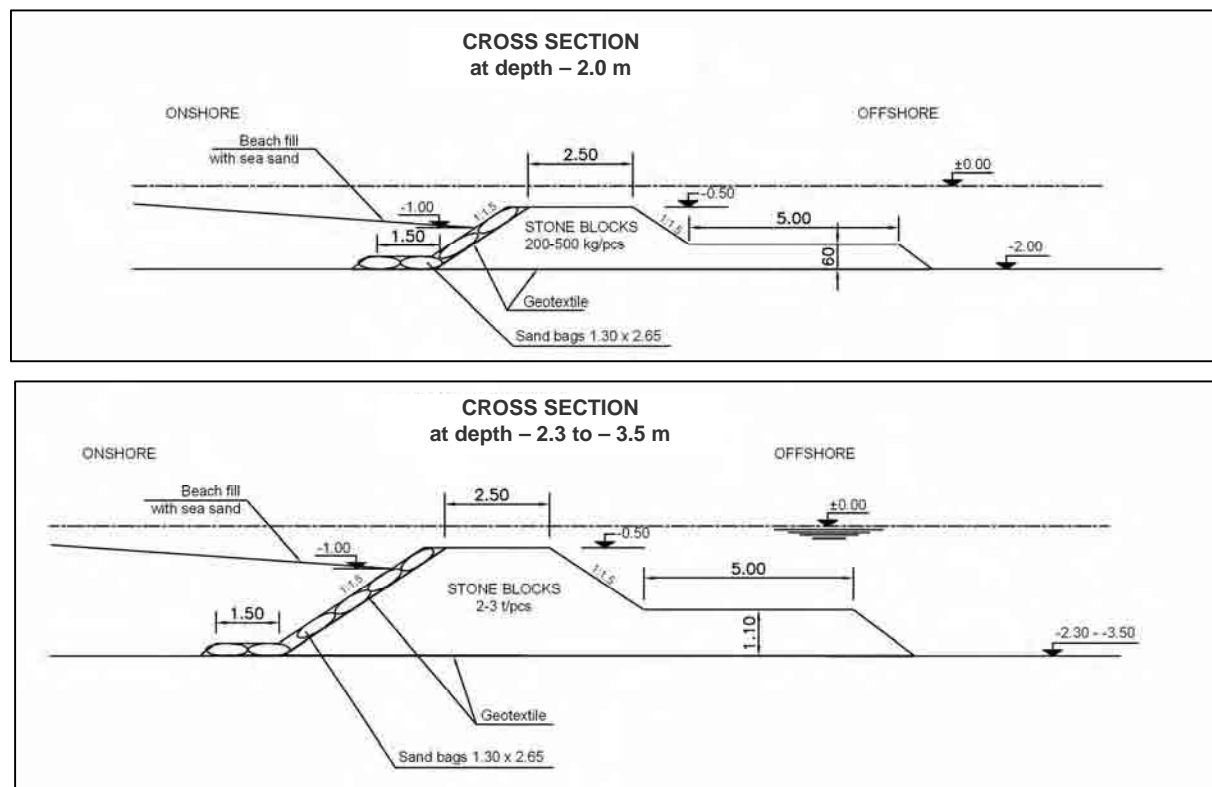 CROSS SECTION
at depth – 2.0 m
ONSHORE
OFFSHORE
Beach fill
with sea sand
2.50
±0.00
-0.50
-1.00
1:1.5
1:1.5
1.50
STONE BLOCKS
200-500 kg/pcs
5.00
60
-2.00
Geotextile
Sand bags 1.30 x 2.65
CROSS SECTION
at depth – 2.3 to – 3.5 m
ONSHORE
OFFSHORE
Beach fill
with sea sand
2.50
±0.00
-0.50
-1.00
1:1.5
1:1.5
STONE BLOCKS
2-3 t/pcs
5.00
1.50
1.10
-2.30 - -3.50
Geotextile
Sand bags 1.30 x 2.65